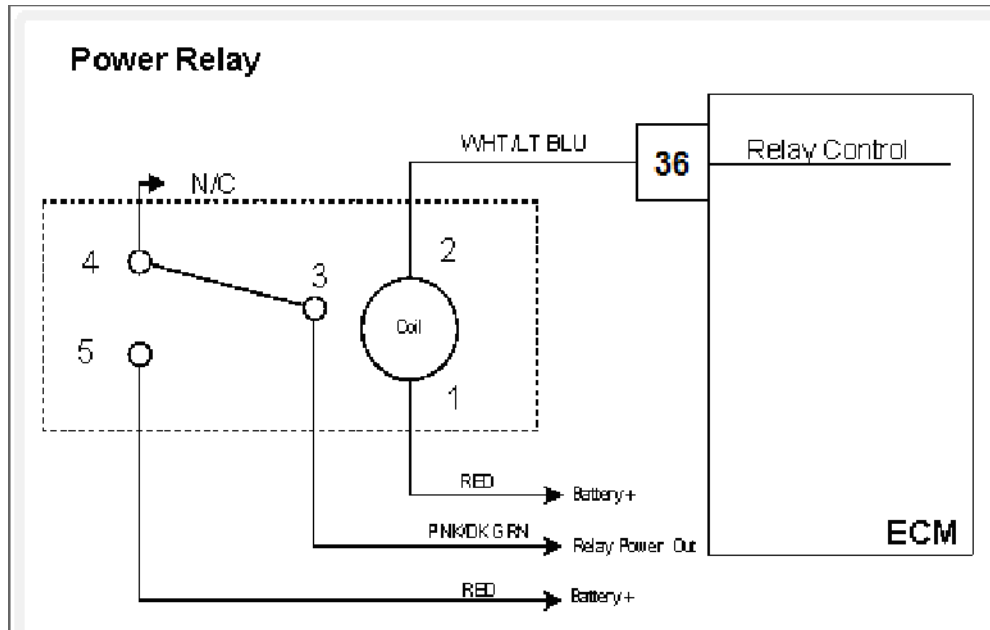 Power Relay
WHT/LT BLU
36
Relay Control
N/C
4
3
2
5
Coil
1
RED
Battery+
PNK/DK GRN
Relay Power Out
ECM
RED
Battery+